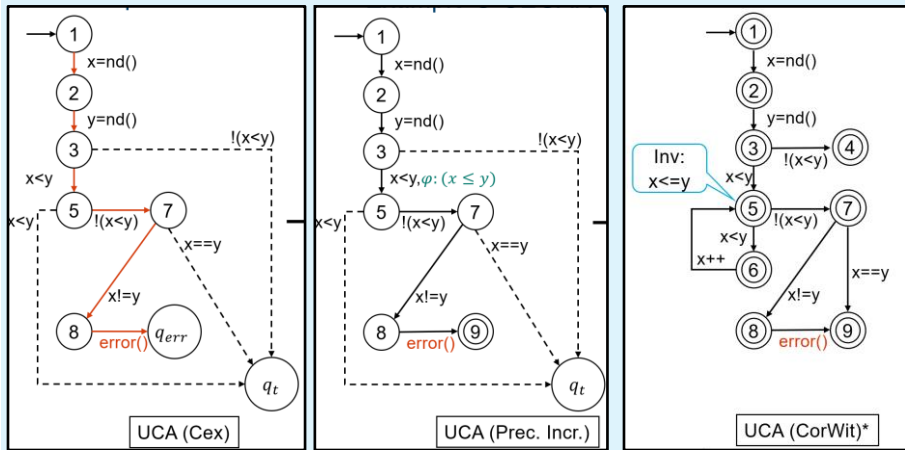 1
x=nd()
2
y=nd()
3
!(x<y)
x<y
5
7
x<y
!(x<y)
x==y
x!=y
8
error()
q_err
q_t
UCA (Cex)
1
x=nd()
2
y=nd()
3
!(x<y)
x<y, φ: (x ≤ y)
5
7
x<y
!(x<y)
x==y
x!=y
8
error()
9
q_t
UCA (Prec. Incr.)
1
x=nd()
2
y=nd()
3
4
!(x<y)
Inv:
x<=y
x<y
5
!(x<y)
7
x<y
x++
6
x==y
x!=y
8
error()
9
UCA (CorWit)*